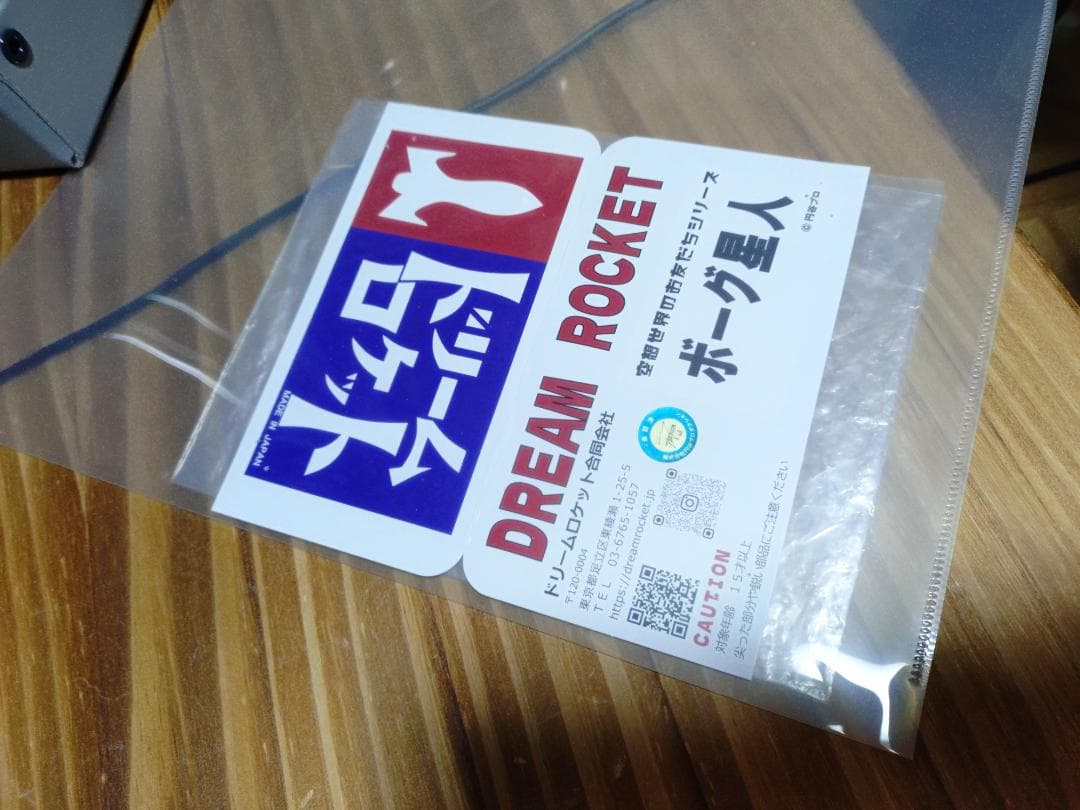 ドリーム
ロケット
MADE IN JAPAN
DREAM ROCKET
空想世界の市友だちシリーズ
ボーグ星人
© 円谷プロ
ドリームロケット合同会社
〒120-0004
東京都足立区東綾瀬 1-25-5
TEL 03-6765-1057
https://dreamrocket.jp
CAUTION
対象年齢 15才以上
尖った部分や鋭い部品にご注意ください